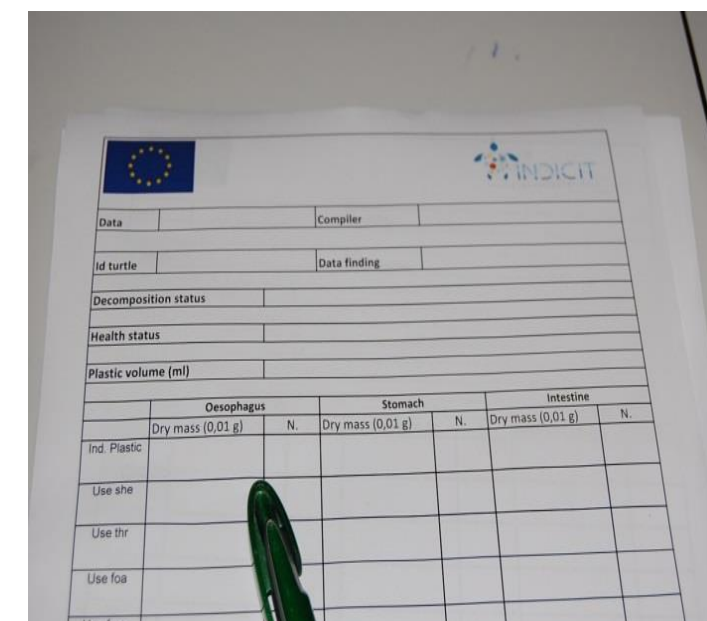 INDICIT
Data Compiler
Id turtle Data finding
Decomposition status
Health status
Plastic volume (ml)
Oesophagus Stomach Intestine
Dry mass (0,01 g) N. Dry mass (0,01 g) N. Dry mass (0,01 g) N.
Ind. Plastic
Use she
Use thr
Use foa